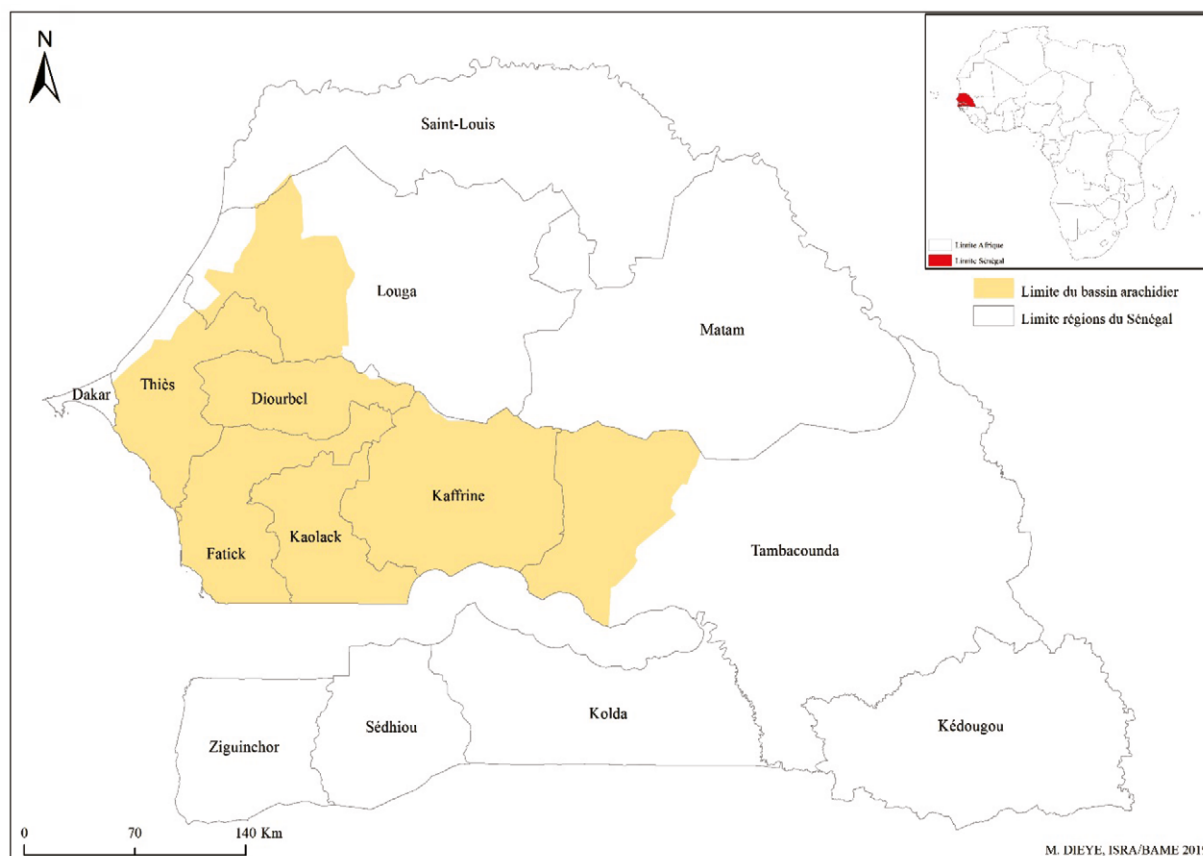 N
Saint-Louis
Limite Afrique
Limite Sénégal
Limite du bassin arachidier
Limite régions du Sénégal
Louga
Matam
Dakar
Thiès
Diourbel
Kaffrine
Kaolack
Fatick
Tambacounda
Kolda
Sédhiou
Kédougou
Ziguinchor
0 70 140 Km
M. DIEYE, ISRA/BAME 201